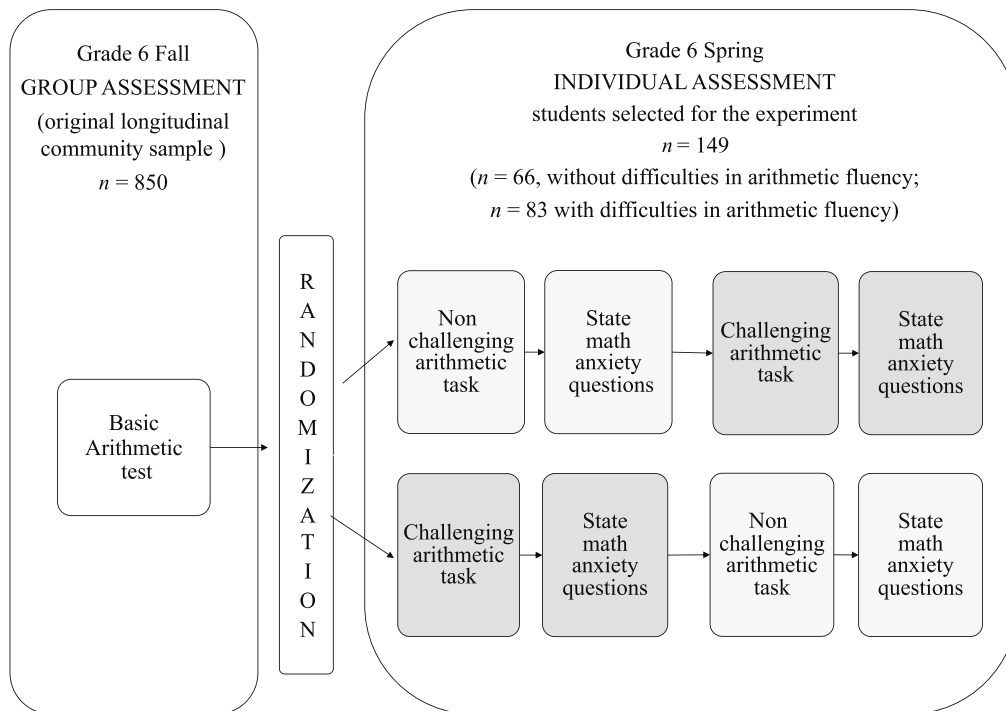 Grade 6 Fall
GROUP ASSESSMENT
(original longitudinal
community sample )
n = 850
Basic
Arithmetic
test
R
A
N
D
O
M
I
Z
A
T
I
O
N
Grade 6 Spring
INDIVIDUAL ASSESSMENT
students selected for the experiment
n = 149
(n = 66, without difficulties in arithmetic fluency;
n = 83 with difficulties in arithmetic fluency)
Non
challenging
arithmetic
task
State
math
anxiety
questions
Challenging
arithmetic
task
State
math
anxiety
questions
Challenging
arithmetic
task
State
math
anxiety
questions
Non
challenging
arithmetic
task
State
math
anxiety
questions